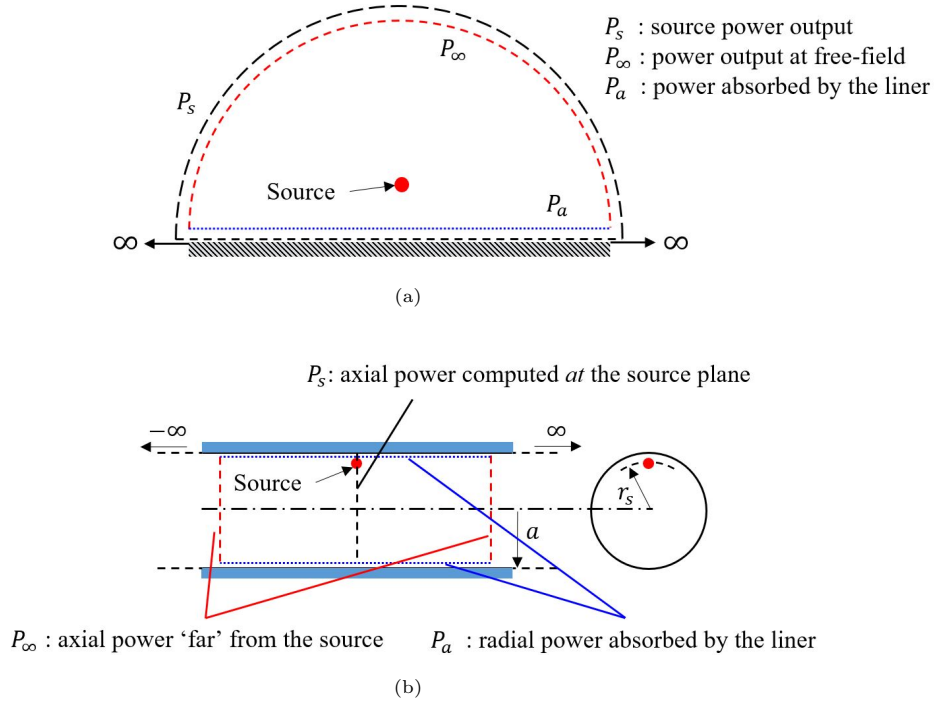 P_s : source power output
P_∞ : power output at free-field
P_a : power absorbed by the liner
P_∞
P_s
Source
P_a
∞ ∞
(a)
P_s: axial power computed at the source plane
−∞ ∞
Source
r_s
a
P_∞ : axial power ‘far’ from the source P_a : radial power absorbed by the liner
(b)